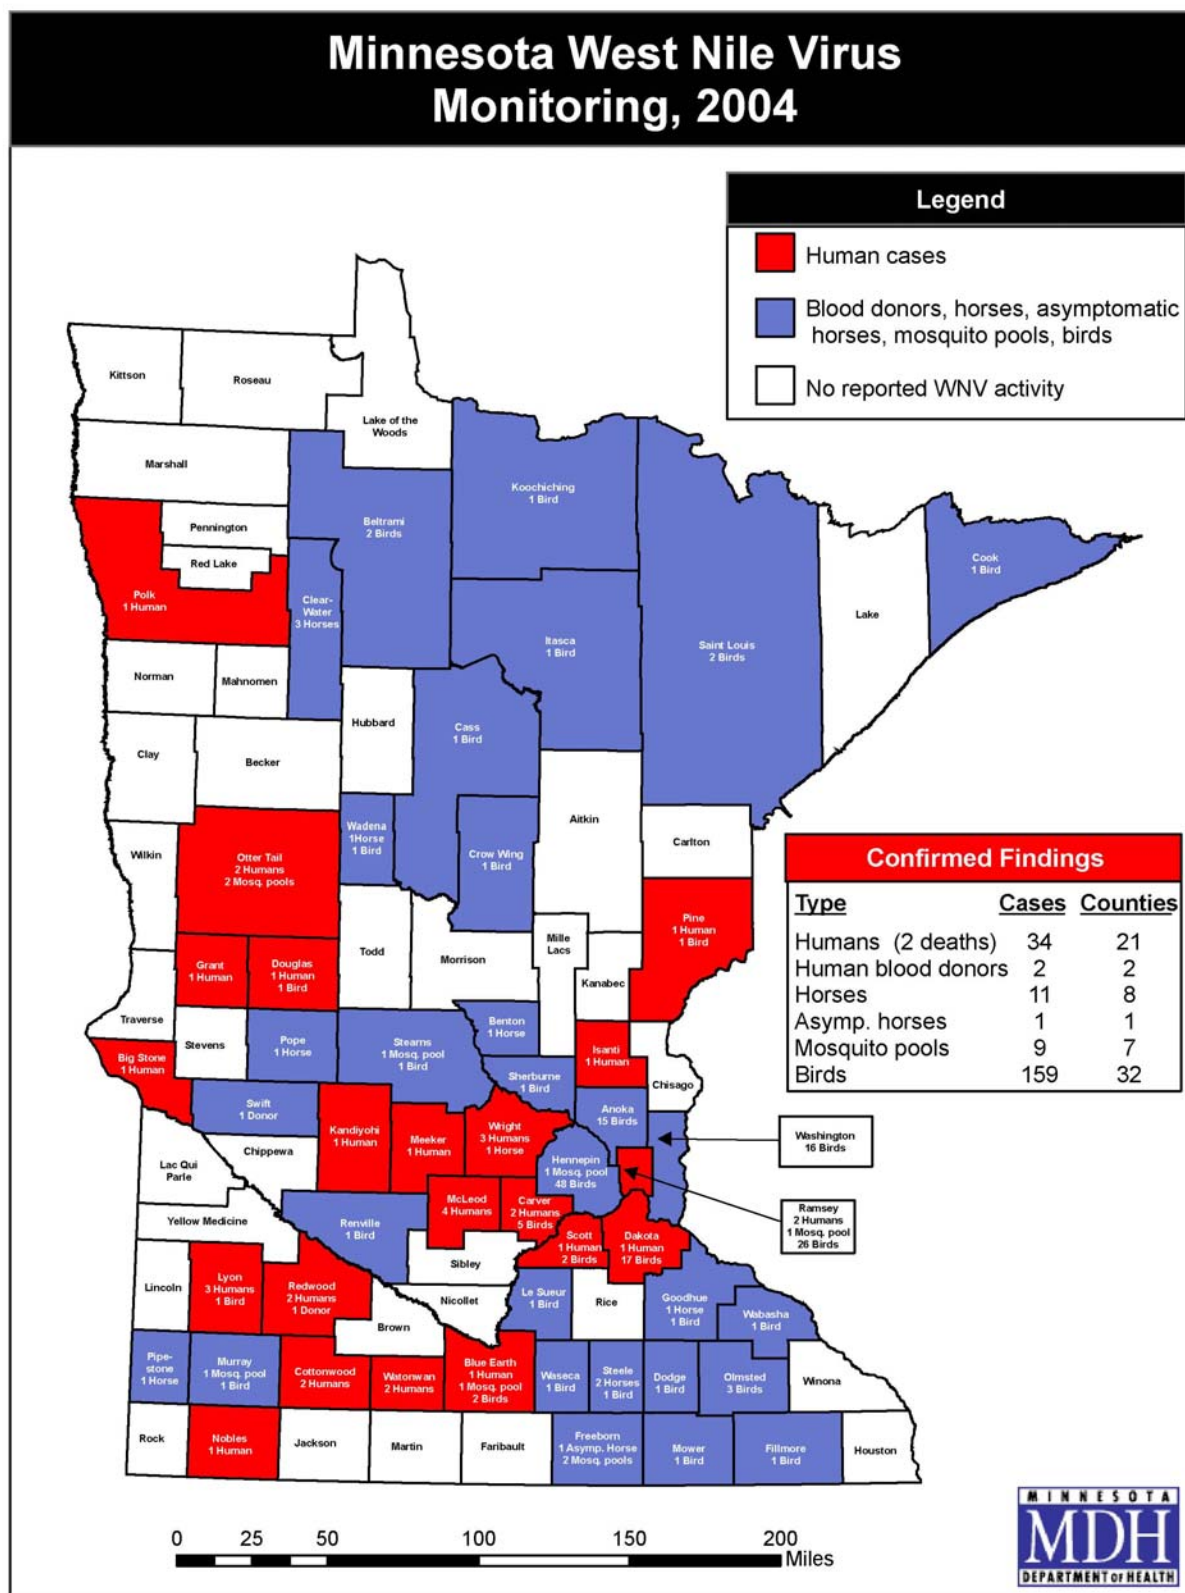 Minnesota West Nile Virus
Monitoring, 2004
Legend
Human cases
Blood donors, horses, asymptomatic
horses, mosquito pools, birds
No reported WNV activity
Kittson
Roseau
Lake of the
Woods
Marshall
Koochiching
1 Bird
Pennington
Beltrami
2 Birds
Red Lake
Cook
1 Bird
Polk
1 Human
Clear-
Water
3 Horses
Lake
Itasca
1 Bird
Saint Louis
2 Birds
Norman
Mahnomen
Hubbard
Cass
1 Bird
Clay
Becker
Aitkin
Wadena
1Horse
1 Bird
Carlton
Wilkin
Crow Wing
1 Bird
Otter Tail
2 Humans
2 Mosq. pools
Confirmed Findings
Type Cases Counties
Humans (2 deaths) 34 21
Human blood donors 2 2
Horses 11 8
Asymp. horses 1 1
Mosquito pools 9 7
Birds 159 32
Pine
1 Human
1 Bird
Mille
Lacs
Todd
Morrison
Grant
1 Human
Douglas
1 Human
1 Bird
Kanabec
Traverse
Stevens
Pope
1 Horse
Stearns
1 Mosq. pool
1 Bird
Benton
1 Horse
Isanti
1 Human
Big Stone
1 Human
Sherburne
1 Bird
Chisago
Swift
1 Donor
Anoka
15 Birds
Kandiyohi
1 Human
Meeker
1 Human
Wright
3 Humans
1 Horse
Washington
16 Birds
Chippewa
Lac Qui
Parle
Hennepin
1 Mosq. pool
48 Birds
McLeod
4 Humans
Carver
2 Humans
5 Birds
Ramsey
2 Humans
1 Mosq. pool
26 Birds
Yellow Medicine
Renville
1 Bird
Scott
1 Human
2 Birds
Dakota
1 Human
17 Birds
Sibley
Lincoln
Lyon
3 Humans
1 Bird
Redwood
2 Humans
1 Donor
Nicollet
Le Sueur
1 Bird
Rice
Goodhue
1 Horse
1 Bird
Wabasha
1 Bird
Brown
Pipe-
stone
1 Horse
Murray
1 Mosq. pool
1 Bird
Cottonwood
2 Humans
Watonwan
2 Humans
Blue Earth
1 Human
1 Mosq. pool
2 Birds
Waseca
1 Bird
Steele
2 Horses
1 Bird
Dodge
1 Bird
Olmsted
3 Birds
Winona
Rock
Nobles
1 Human
Jackson
Martin
Faribault
Freeborn
1 Asymp. Horse
2 Mosq. pools
Mower
1 Bird
Fillmore
1 Bird
Houston
0 25 50 100 150 200
Miles
MINNESOTA
MDH
DEPARTMENT OF HEALTH